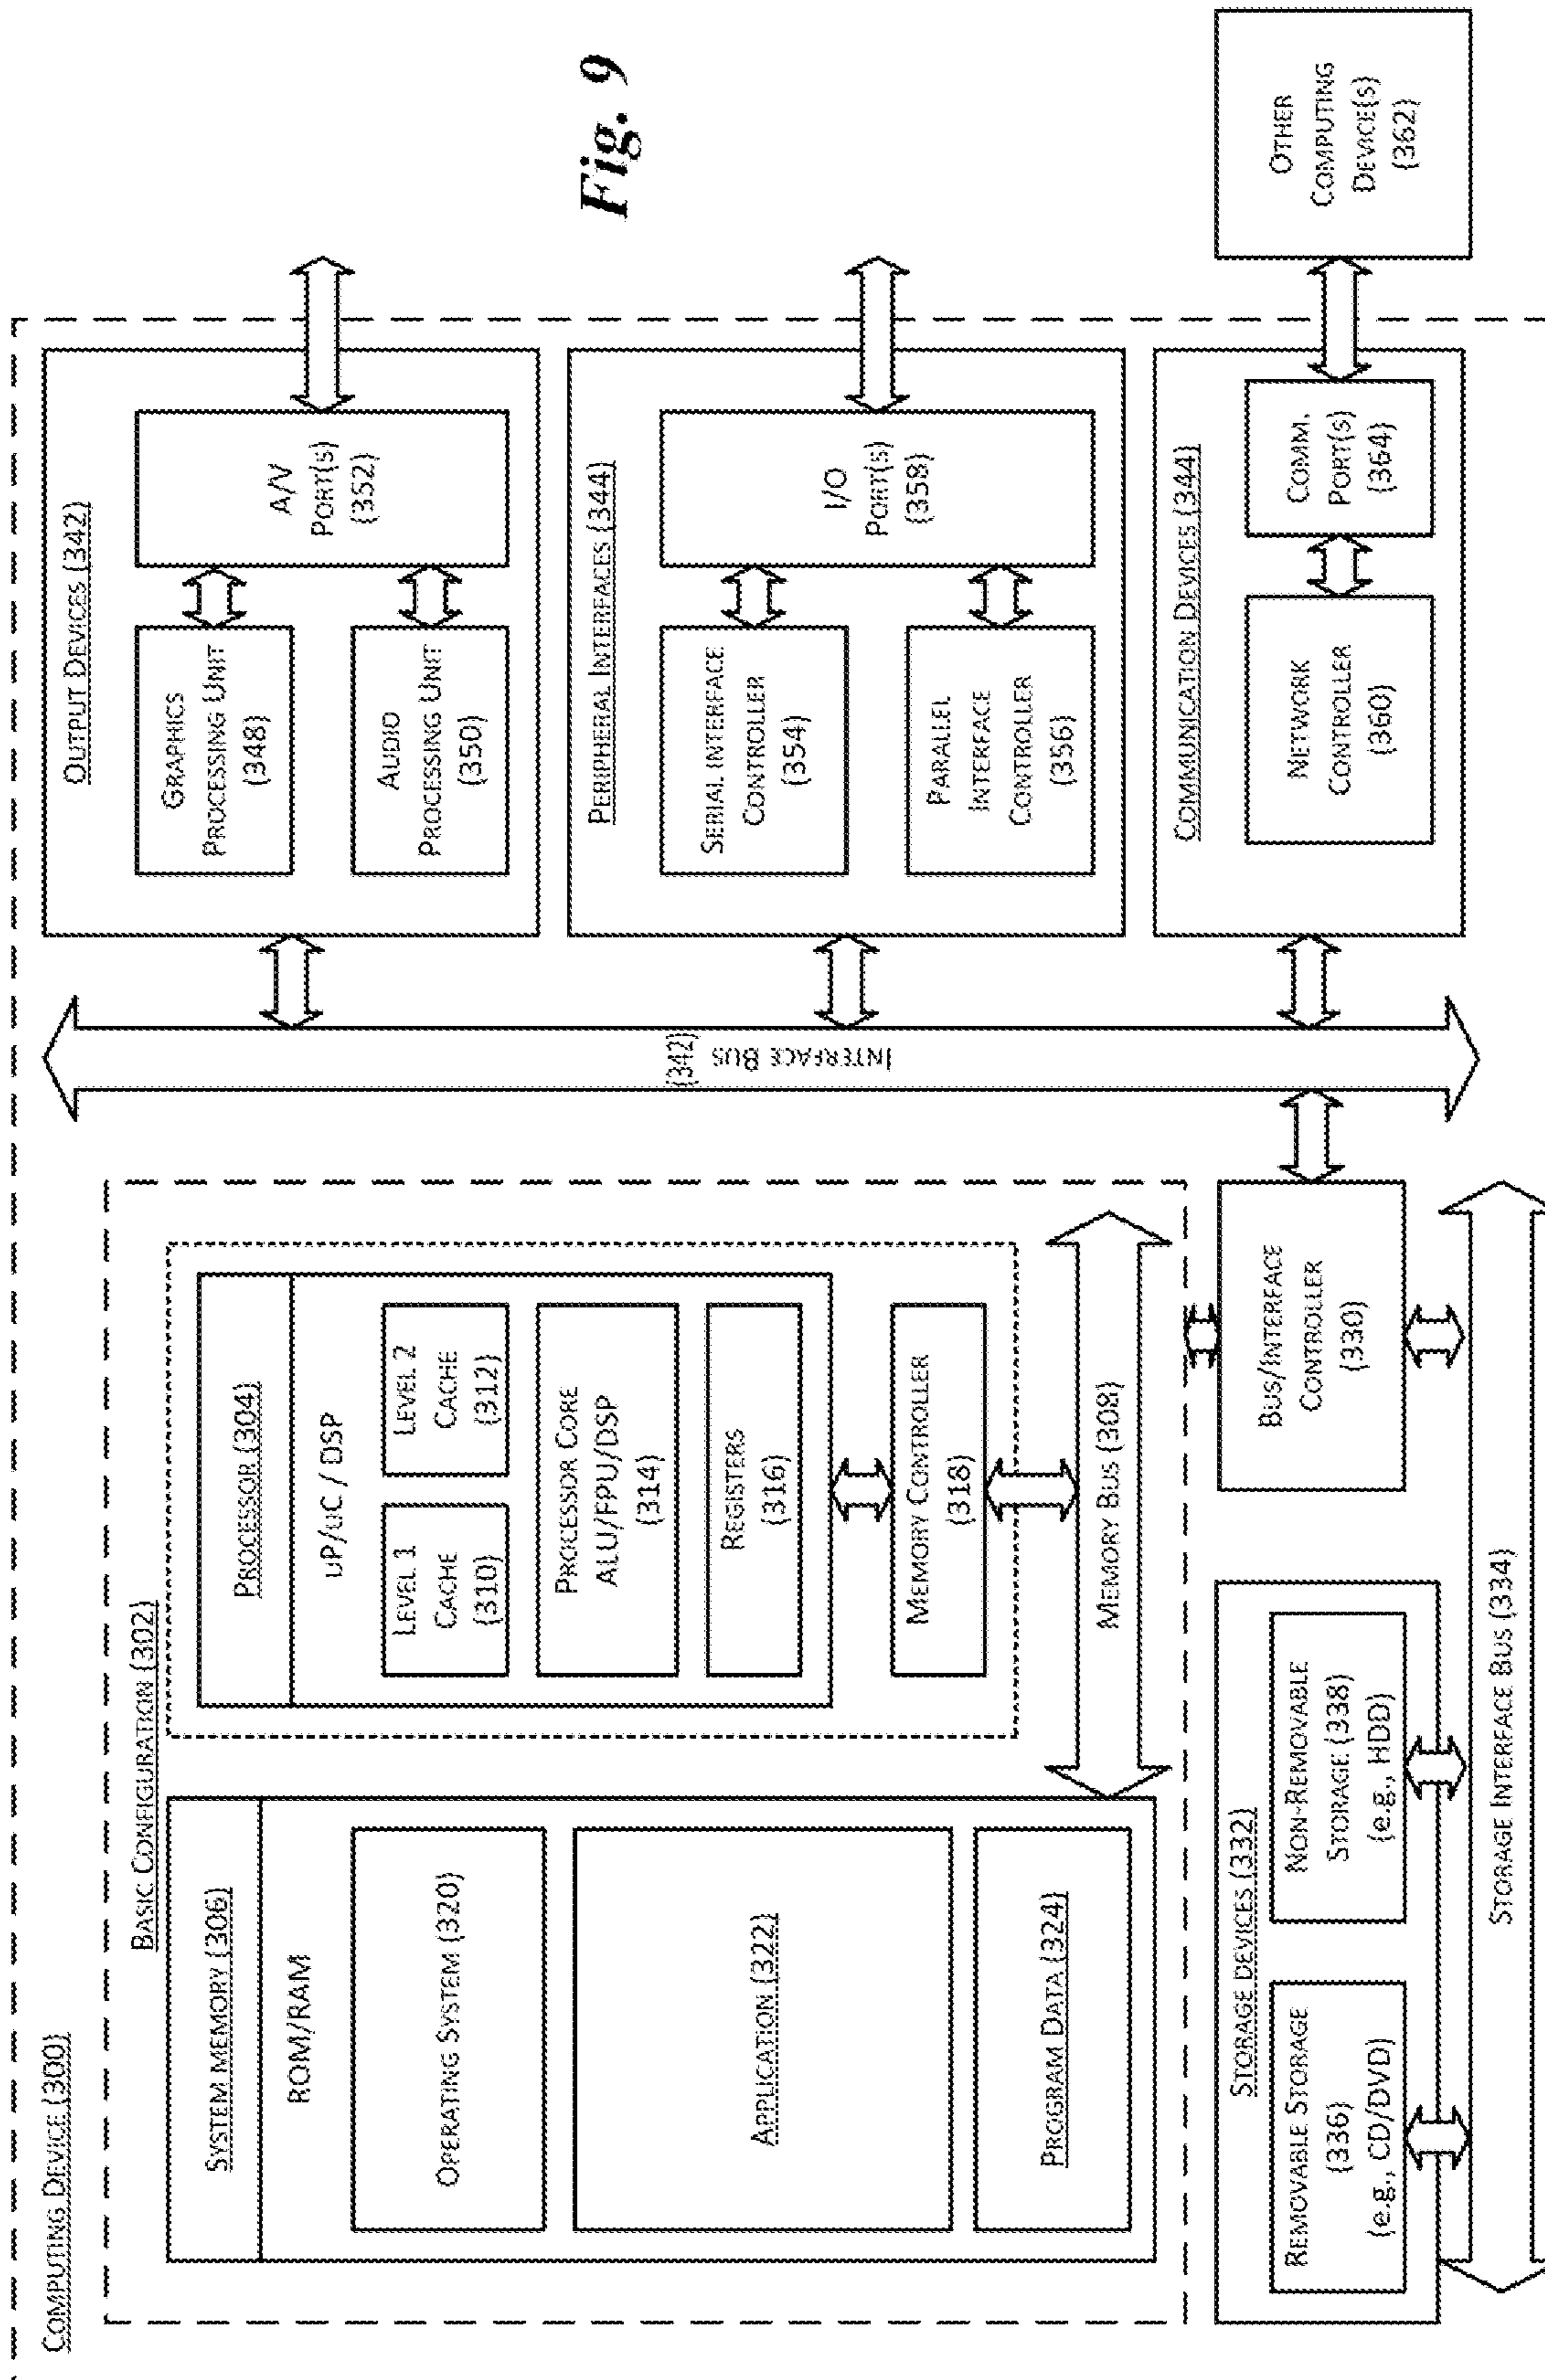 COMPUTING DEVICE (300)
BASIC CONFIGURATION (302)
SYSTEM MEMORY (306)
ROM/RAM
OPERATING SYSTEM (320)
APPLICATION (322)
PROGRAM DATA (324)
PROCESSOR (304)
uP/uC / DSP
LEVEL 1
CACHE
(310)
LEVEL 2
CACHE
(312)
PROCESSOR CORE
ALU/FPU/DSP
(314)
REGISTERS
(316)
MEMORY CONTROLLER
(318)
MEMORY BUS (308)
BUS/INTERFACE
CONTROLLER
(330)
STORAGE DEVICES (332)
REMOVABLE STORAGE
(336)
(e.g., CD/DVD)
NON-REMOVABLE
STORAGE (338)
(e.g., HDD)
STORAGE INTERFACE BUS (334)
INTERFACE BUS
(342)
OUTPUT DEVICES (342)
GRAPHICS
PROCESSING UNIT
(348)
AUDIO
PROCESSING UNIT
(350)
A/V
PORT(S)
(352)
PERIPHERAL INTERFACES (344)
SERIAL INTERFACE
CONTROLLER
(354)
PARALLEL
INTERFACE
CONTROLLER
(356)
I/O
PORT(S)
(358)
COMMUNICATION DEVICES (344)
NETWORK
CONTROLLER
(360)
COMM.
PORT(S)
(364)
OTHER
COMPUTING
DEVICE(S)
(362)
Fig. 9